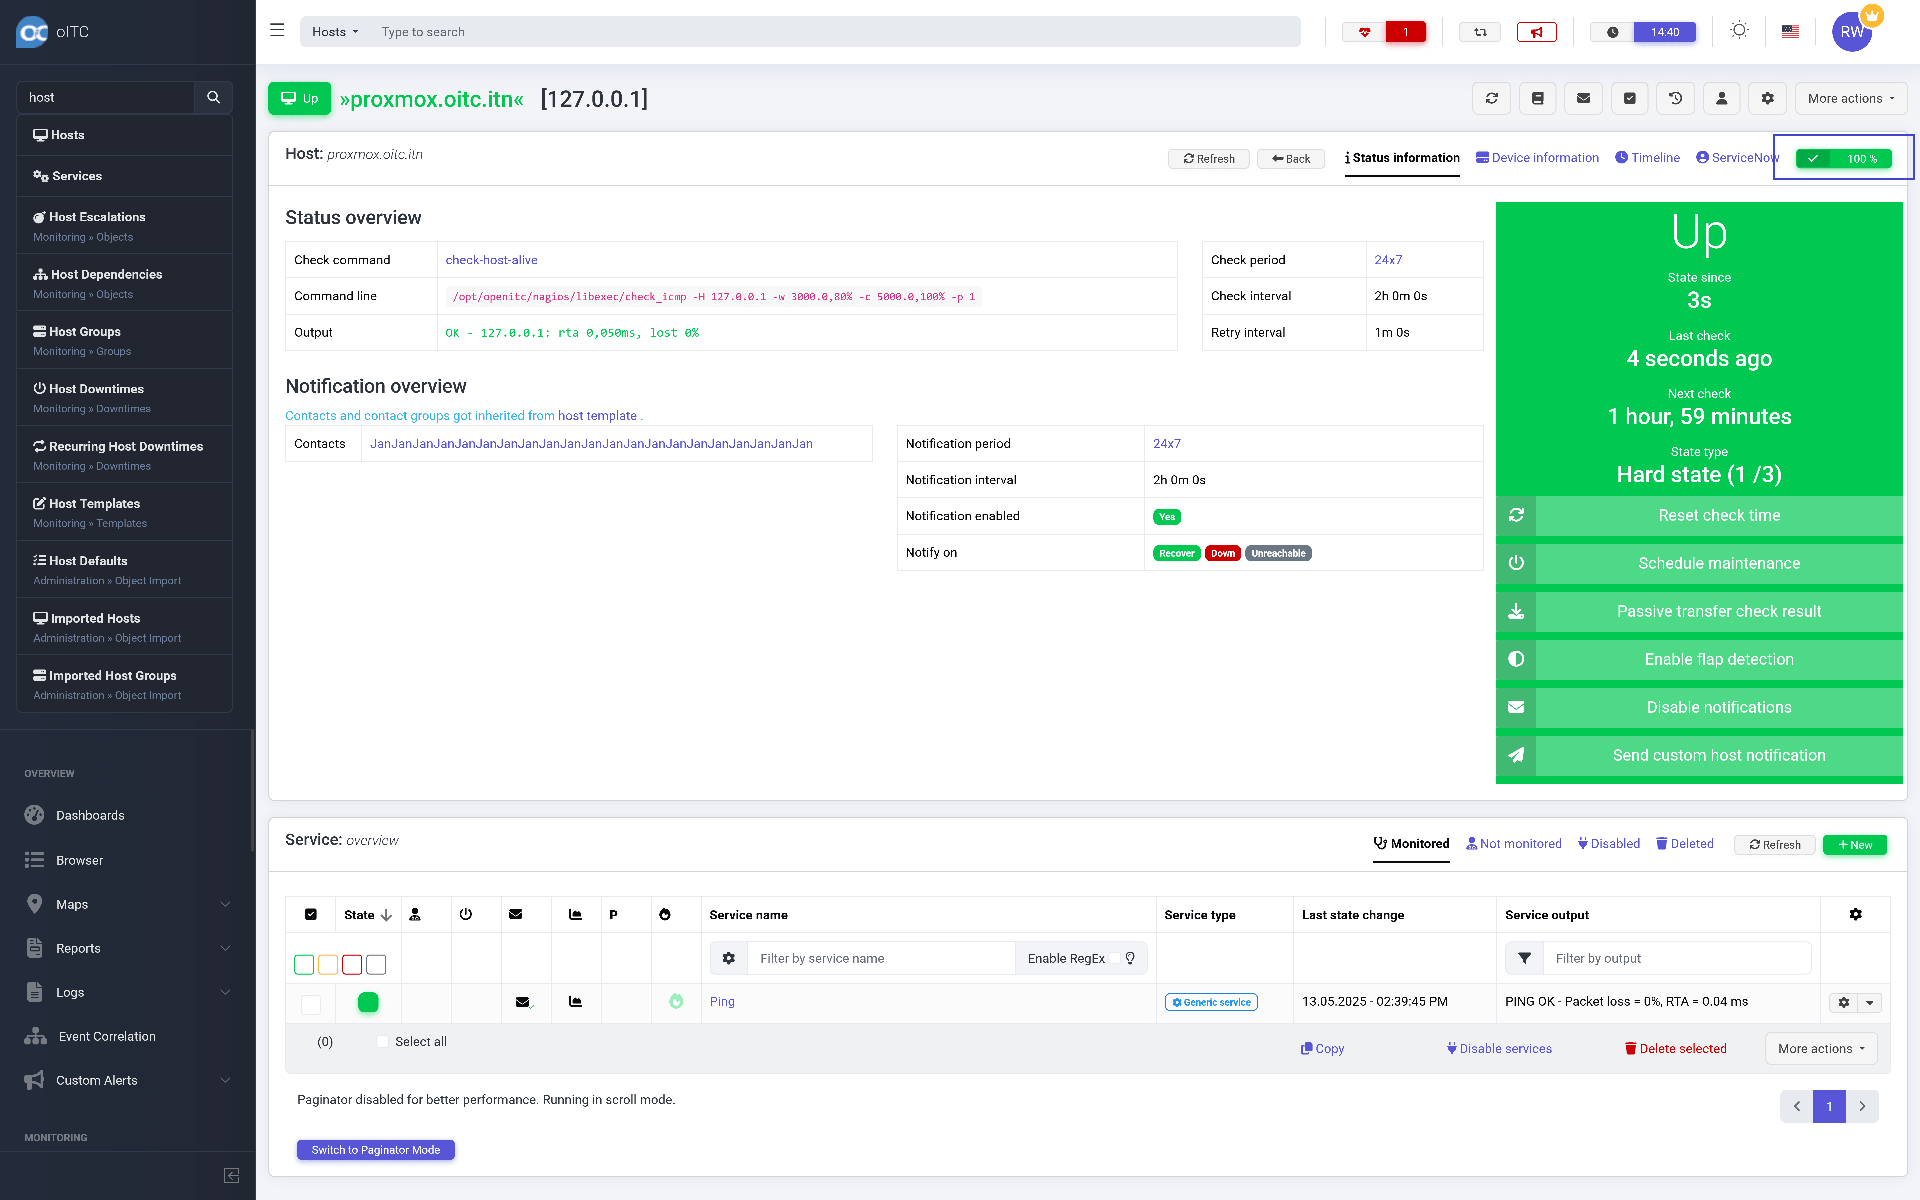 oITC
Hosts
Type to search
1
14:40
RW
host
Hosts
Services
Host Escalations
Monitoring » Objects
Host Dependencies
Monitoring » Objects
Host Groups
Monitoring » Groups
Host Downtimes
Monitoring » Downtimes
Recurring Host Downtimes
Monitoring » Downtimes
Host Templates
Monitoring » Templates
Host Defaults
Administration » Object Import
Imported Hosts
Administration » Object Import
Imported Host Groups
Administration » Object Import
OVERVIEW
Dashboards
Browser
Maps
Reports
Logs
Event Correlation
Custom Alerts
MONITORING
Up »proxmox.oitc.itn« [127.0.0.1]
More actions
Host: proxmox.oitc.itn
Refresh
Back
Status information
Device information
Timeline
ServiceNow
100 %
Status overview
Check command check-host-alive
Command line /opt/openitc/nagios/libexec/check_icmp -H 127.0.0.1 -w 3000.0,80% -c 5000.0,100% -p 1
Output OK - 127.0.0.1: rta 0,050ms, lost 0%
Check period 24x7
Check interval 2h 0m 0s
Retry interval 1m 0s
Notification overview
Contacts and contact groups got inherited from host template .
Contacts JanJanJanJanJanJanJanJanJanJanJanJanJanJanJanJanJanJanJanJanJan
Notification period 24x7
Notification interval 2h 0m 0s
Notification enabled Yes
Notify on Recover Down Unreachable
Up
State since
3s
Last check
4 seconds ago
Next check
1 hour, 59 minutes
State type
Hard state (1 /3)
Reset check time
Schedule maintenance
Passive transfer check result
Enable flap detection
Disable notifications
Send custom host notification
Service: overview
Monitored
Not monitored
Disabled
Deleted
Refresh
+ New
State P Service name Service type Last state change Service output
Filter by service name Enable RegEx Filter by output
Ping Generic service 13.05.2025 - 02:39:45 PM PING OK - Packet loss = 0%, RTA = 0.04 ms
(0) Select all Copy Disable services Delete selected More actions
Paginator disabled for better performance. Running in scroll mode.
1
Switch to Paginator Mode